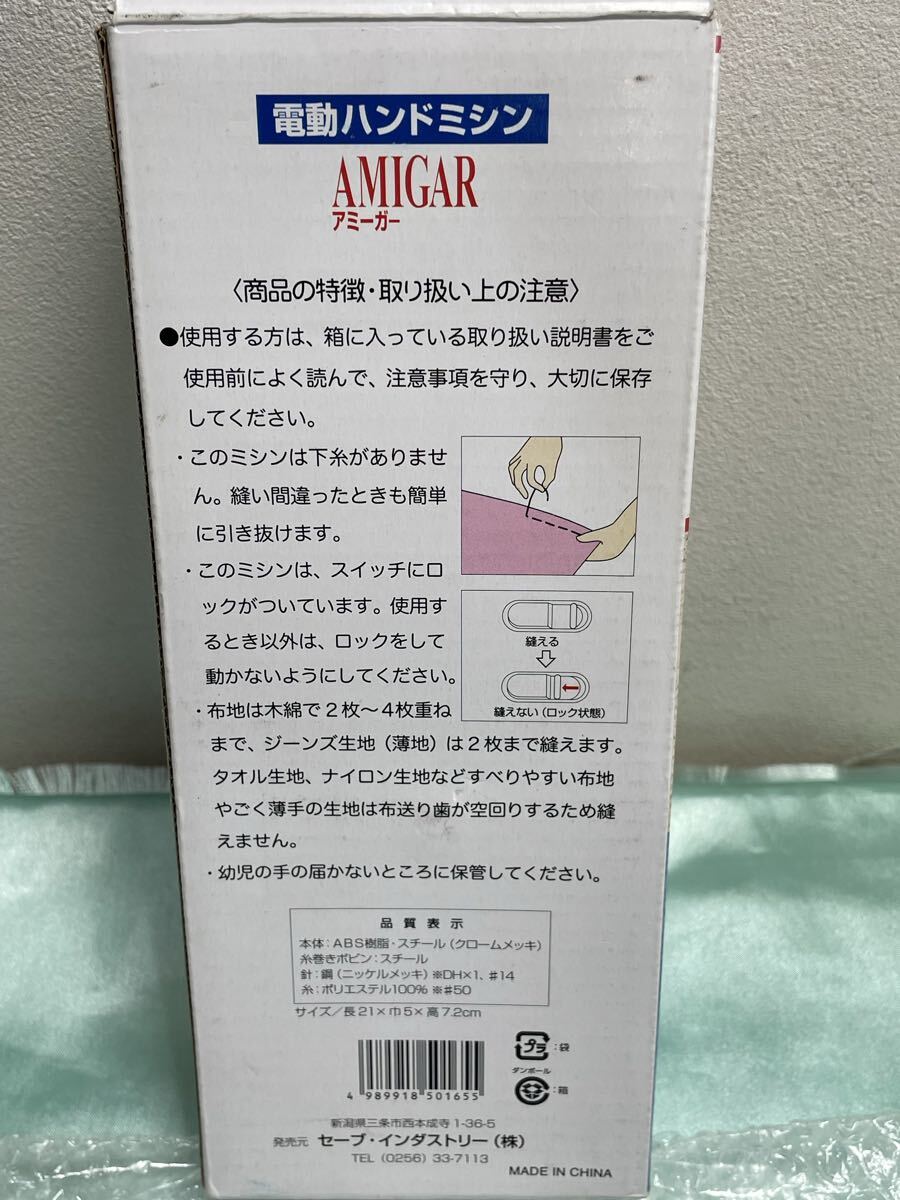 電動ハンドミシン
AMIGAR
アミーガー
〈商品の特徴・取り扱い上の注意〉
●使用する方は、箱に入っている取り扱い説明書をご
使用前によく読んで、注意事項を守り、大切に保存
してください。
・このミシンは下糸がありませ
ん。縫い間違ったときも簡単
に引き抜けます。
・このミシンは、スイッチにロ
ックがついています。使用す
るとき以外は、ロックをして
動かないようにしてください。
縫える
縫えない（ロック状態）
・布地は木綿で2枚〜4枚重ね
まで、ジーンズ生地（薄地）は2枚まで縫えます。
タオル生地、ナイロン生地などすべりやすい布地
やごく薄手の生地は布送り歯が空回りするため縫
えません。
・幼児の手の届かないところに保管してください。
品質表示
本体：ABS樹脂・スチール（クロームメッキ）
糸巻きボビン：スチール
針：鋼（ニッケルメッキ）※DH×1、#14
糸：ポリエステル100% ※#50
サイズ／長21×巾5×高7.2cm
4 989918 501655
プラ：袋
ダンボール
：箱
新潟県三条市西本成寺1-36-5
発売元 セーブ・インダストリー（株）
TEL（0256）33-7113
MADE IN CHINA